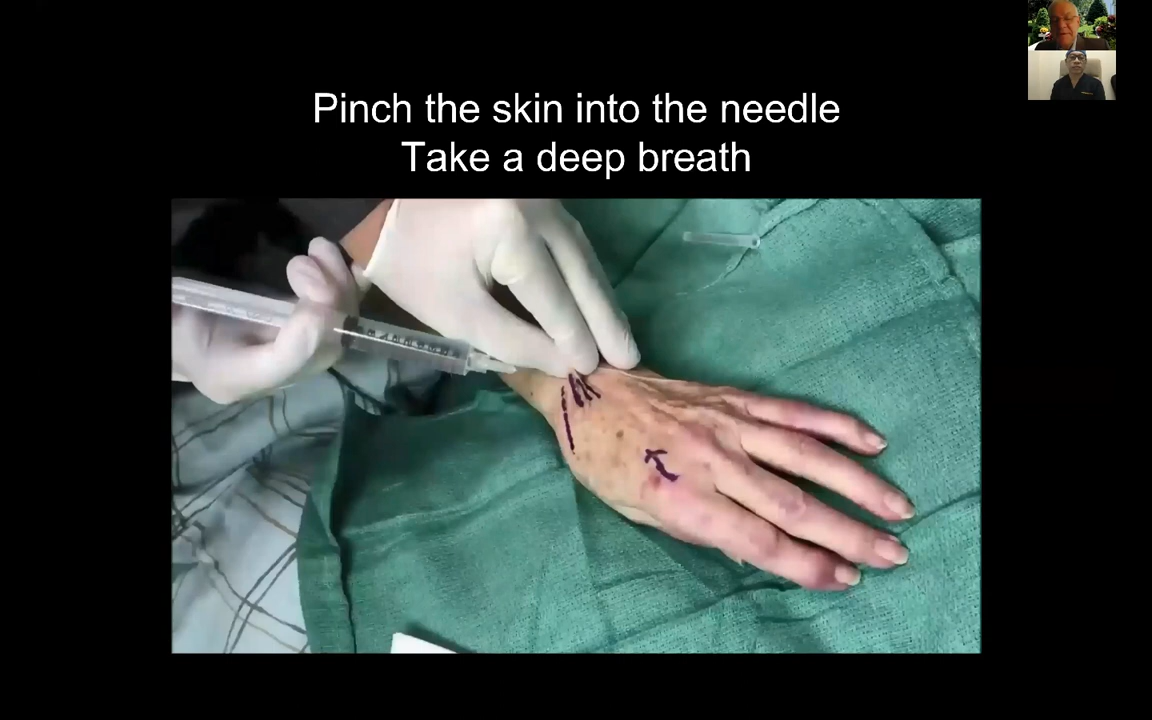 Pinch the skin into the needle
Take a deep breath